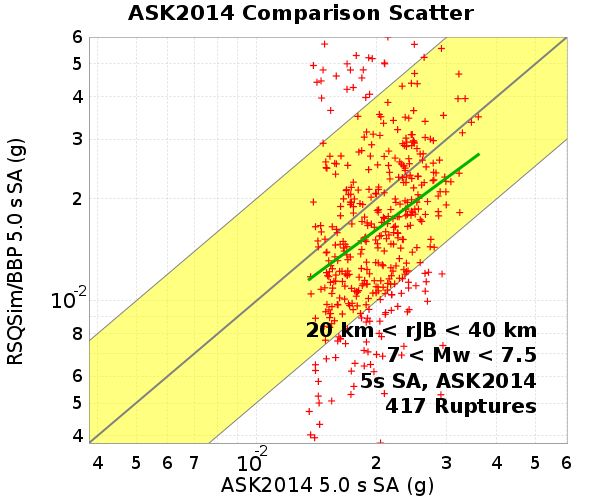 ASK2014 Comparison Scatter
RSQSim/BBP 5.0 s SA (g)
6
5
4
3
2
10-2
8
6
5
4
20 km < rJB < 40 km
7 < Mw < 7.5
5s SA, ASK2014
417 Ruptures
4 5 6 7 10-2 2 3 4 5 6
ASK2014 5.0 s SA (g)